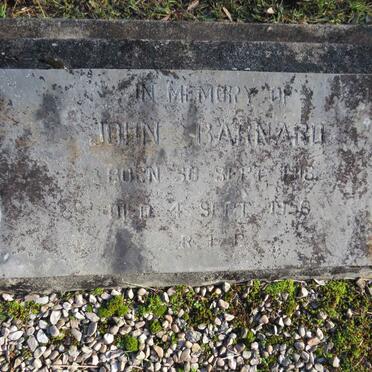 IN MEMORY OF
JOHN BARNARD
BORN 30 SEPT.
DIED 4 SEPT.
R.I.P.